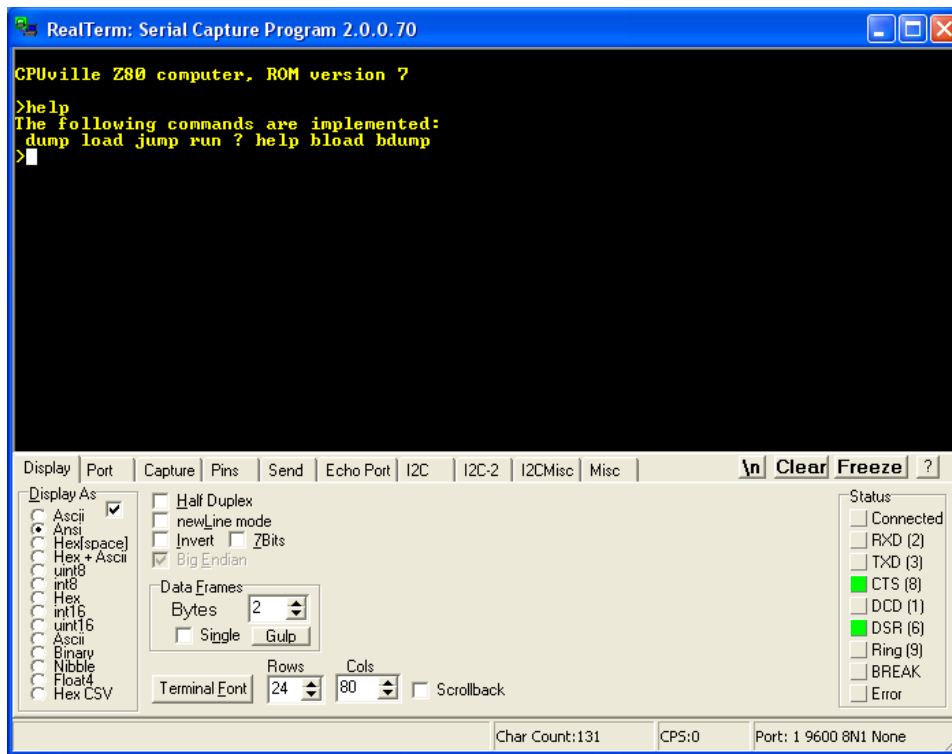 RealTerm: Serial Capture Program 2.0.0.70
CPUville Z80 computer, ROM version 7
>help
The following commands are implemented:
dump load jump run ? help bload bdump
>
Display Port Capture Pins Send Echo Port I2C I2C-2 I2CMisc Misc \n Clear Freeze ?
Display As
Ascii
Ansi
Hex[space]
Hex + Ascii
uint8
int8
Hex
int16
uint16
Ascii
Binary
Nibble
Float4
Hex CSV
Half Duplex
newLine mode
Invert 7Bits
Big Endian
Data Frames
Bytes 2
Single Gulp
Rows Cols
Terminal Font 24 80 Scrollback
Status
Connected
RXD (2)
TXD (3)
CTS (8)
DCD (1)
DSR (6)
Ring (9)
BREAK
Error
Char Count:131 CPS:0 Port: 1 9600 8N1 None